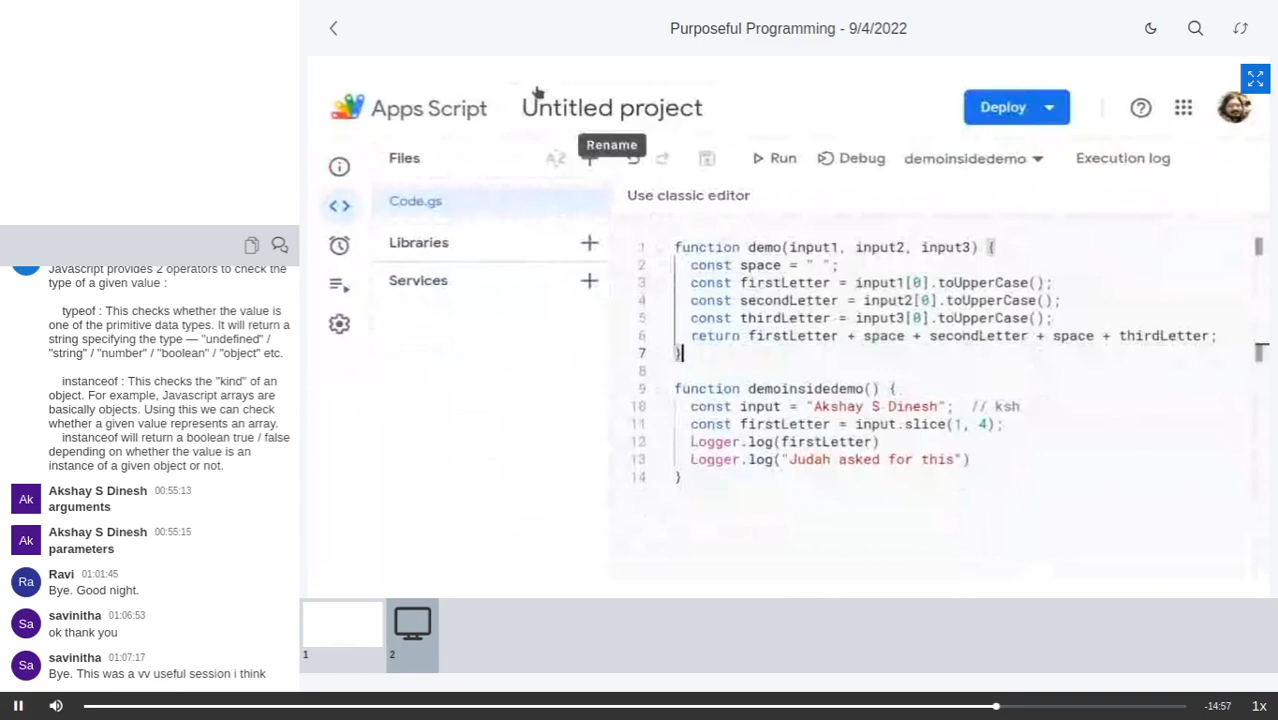 Purposeful Programming - 9/4/2022
Apps Script
Untitled project
Deploy
Rename
Files
Run
Debug
demoinsidedemo
Execution log
Code.gs
Use classic editor
Libraries
Services
1 function demo(input1, input2, input3) {
2 const space = " ";
3 const firstLetter = input1[0].toUpperCase();
4 const secondLetter = input2[0].toUpperCase();
5 const thirdLetter = input3[0].toUpperCase();
6 return firstLetter + space + secondLetter + space + thirdLetter;
7 }
8
9 function demoinsidedemo() {
10 const input = "Akshay S Dinesh"; // ksh
11 const firstLetter = input.slice(1, 4);
12 Logger.log(firstLetter)
13 Logger.log("Judah asked for this")
14 }
Javascript provides 2 operators to check the
type of a given value :
typeof : This checks whether the value is
one of the primitive data types. It will return a
string specifying the type — "undefined" /
"string" / "number" / "boolean" / "object" etc.
instanceof : This checks the "kind" of an
object. For example, Javascript arrays are
basically objects. Using this we can check
whether a given value represents an array.
instanceof will return a boolean true / false
depending on whether the value is an
instance of a given object or not.
Ak
Akshay S Dinesh 00:55:13
arguments
Ak
Akshay S Dinesh 00:55:15
parameters
Ra
Ravi 01:01:45
Bye. Good night.
Sa
savinitha 01:06:53
ok thank you
Sa
savinitha 01:07:17
Bye. This was a vv useful session i think
1
2
-14:57
1x